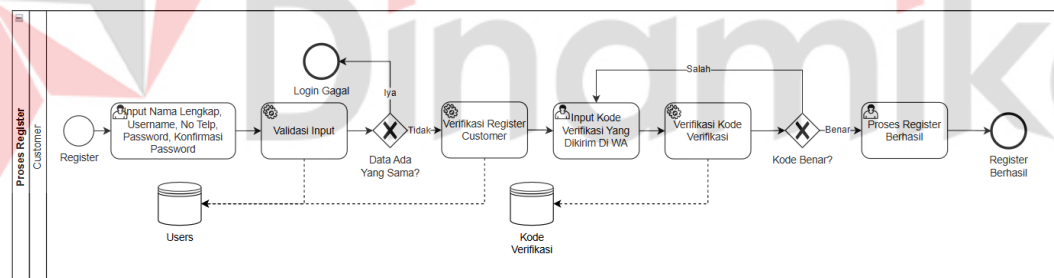 Dinamik
Proses Register
Customer
Register
Input Nama Lengkap,
Username, No Telp,
Password, Konfirmasi
Password
Validasi Input
Login Gagal
Iya
Data Ada
Yang Sama?
Tidak
Verifikasi Register
Customer
Input Kode
Verifikasi Yang
Dikirim Di WA
Verifikasi Kode
Verifikasi
Salah
Kode Benar?
Benar
Proses Register
Berhasil
Register
Berhasil
Users
Kode
Verifikasi